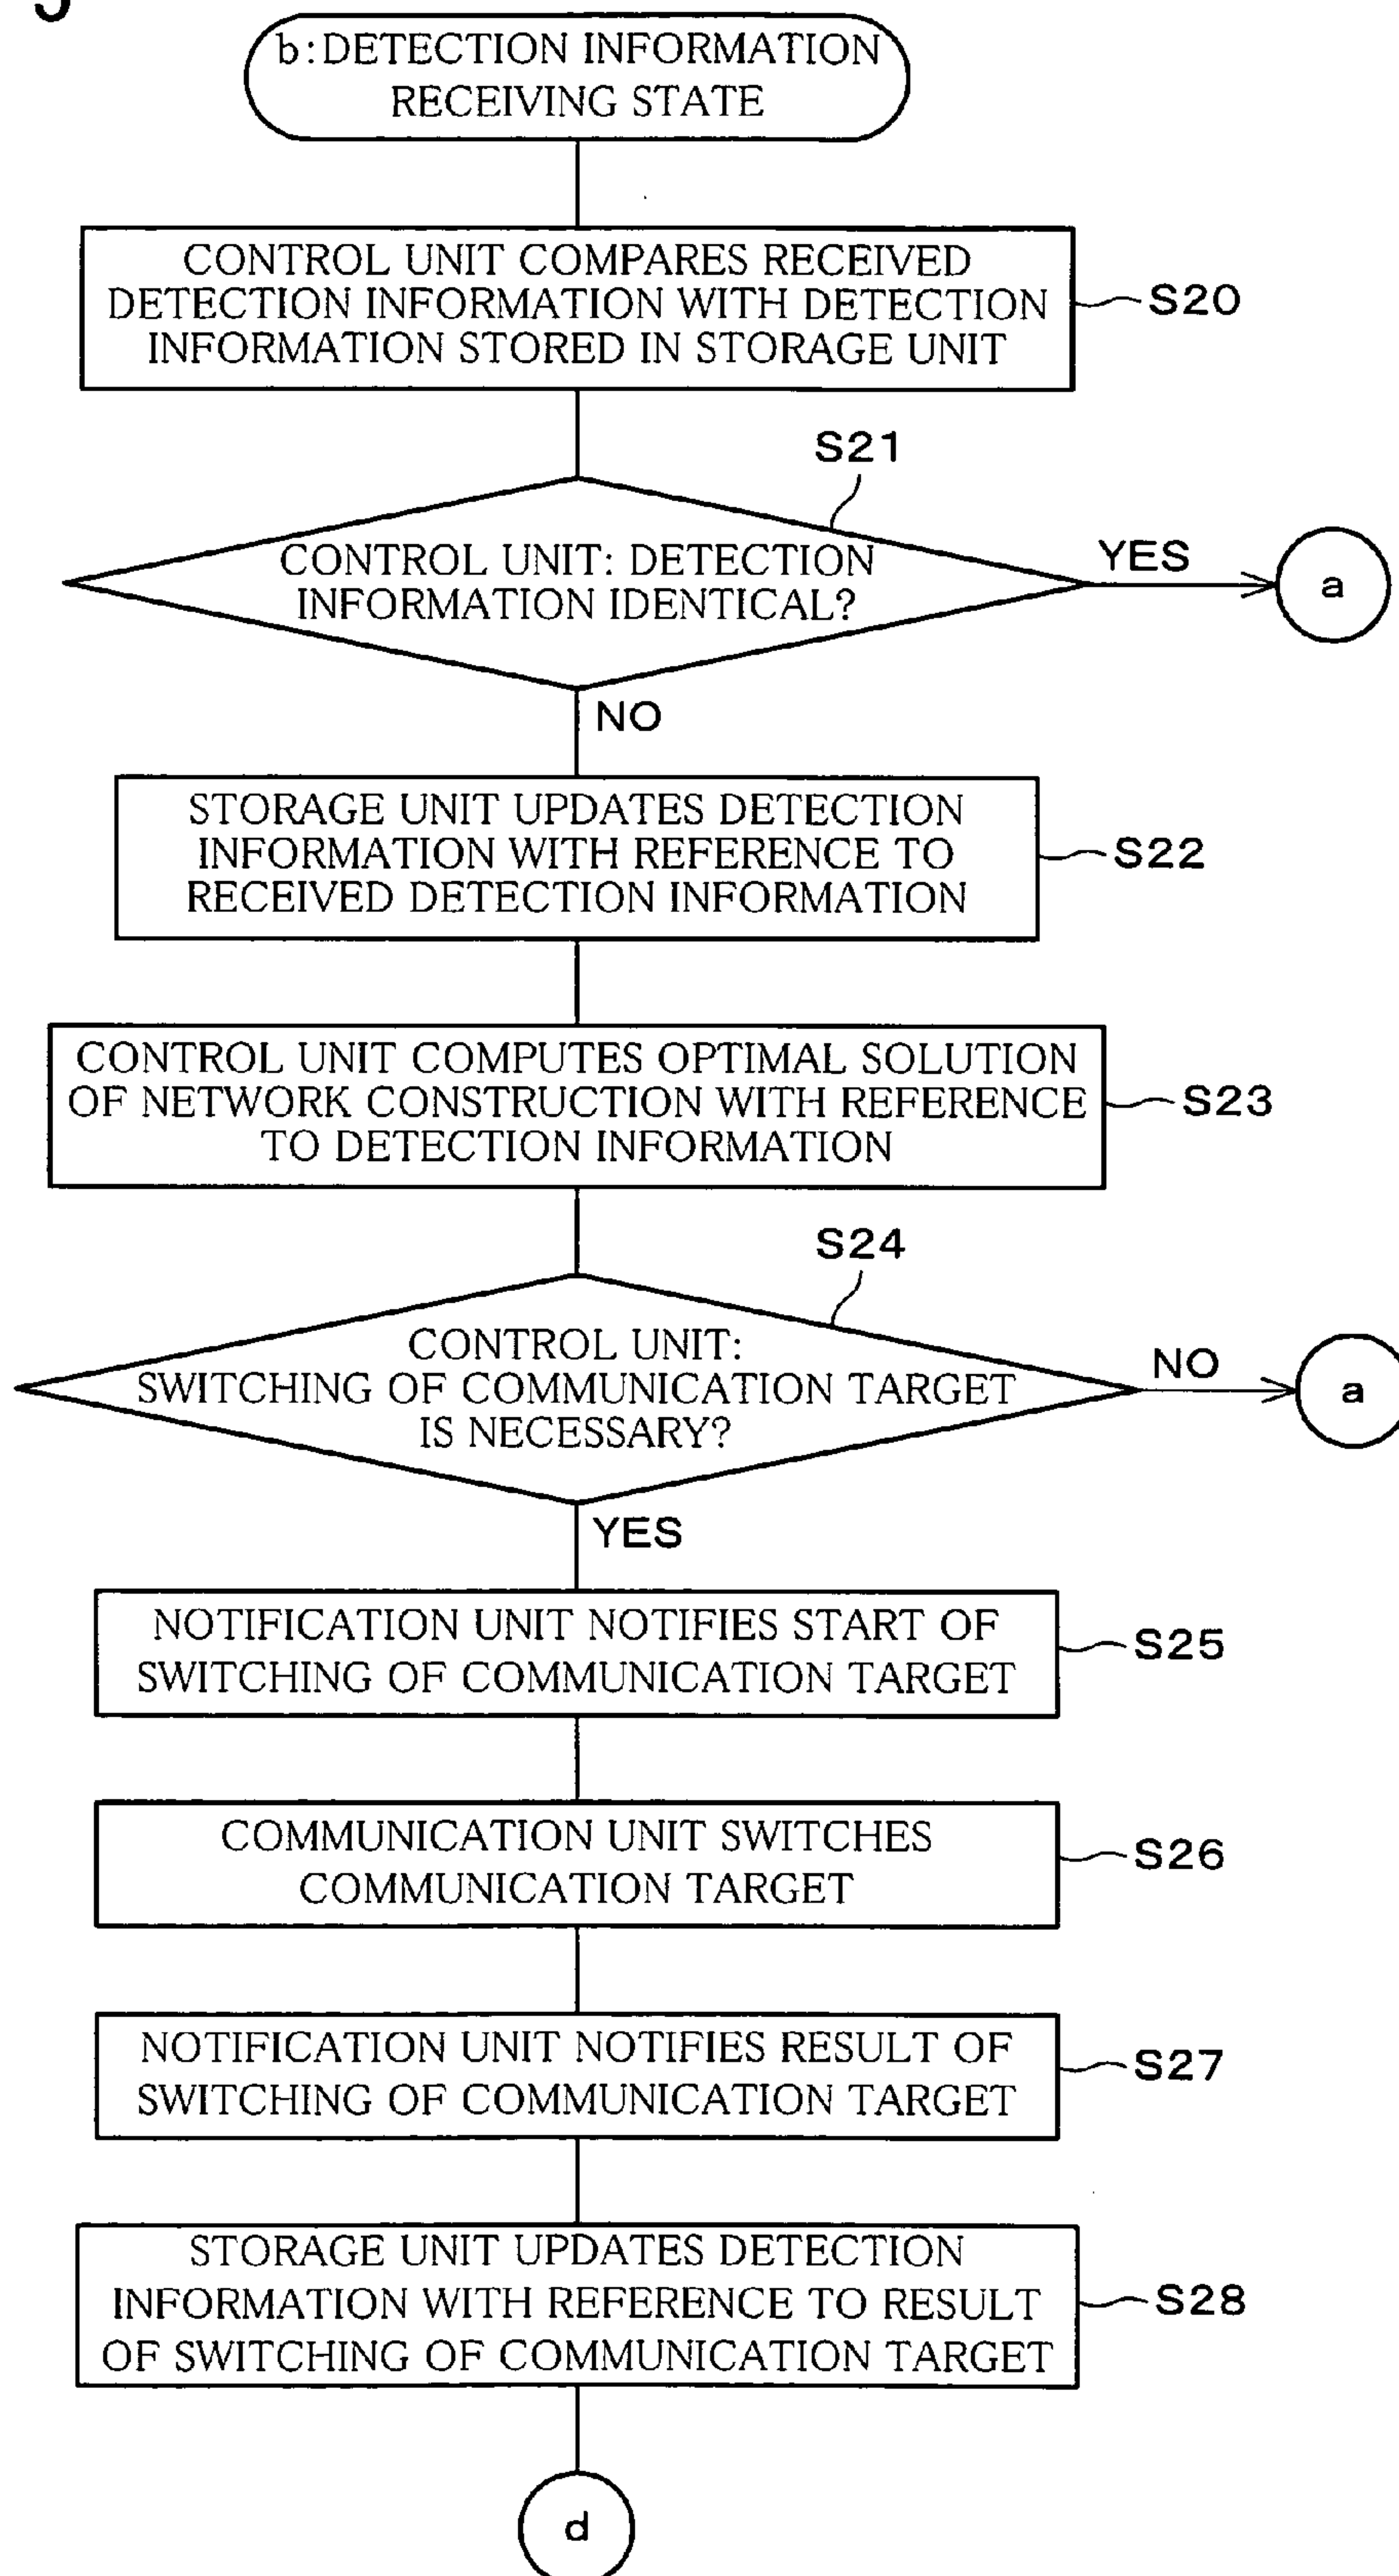 b:DETECTION INFORMATION
RECEIVING STATE
CONTROL UNIT COMPARES RECEIVED
DETECTION INFORMATION WITH DETECTION
INFORMATION STORED IN STORAGE UNIT
S20
S21
CONTROL UNIT: DETECTION
INFORMATION IDENTICAL?
YES
a
NO
STORAGE UNIT UPDATES DETECTION
INFORMATION WITH REFERENCE TO
RECEIVED DETECTION INFORMATION
S22
CONTROL UNIT COMPUTES OPTIMAL SOLUTION
OF NETWORK CONSTRUCTION WITH REFERENCE
TO DETECTION INFORMATION
S23
S24
CONTROL UNIT:
SWITCHING OF COMMUNICATION TARGET
IS NECESSARY?
NO
a
YES
NOTIFICATION UNIT NOTIFIES START OF
SWITCHING OF COMMUNICATION TARGET
S25
COMMUNICATION UNIT SWITCHES
COMMUNICATION TARGET
S26
NOTIFICATION UNIT NOTIFIES RESULT OF
SWITCHING OF COMMUNICATION TARGET
S27
STORAGE UNIT UPDATES DETECTION
INFORMATION WITH REFERENCE TO RESULT
OF SWITCHING OF COMMUNICATION TARGET
S28
d